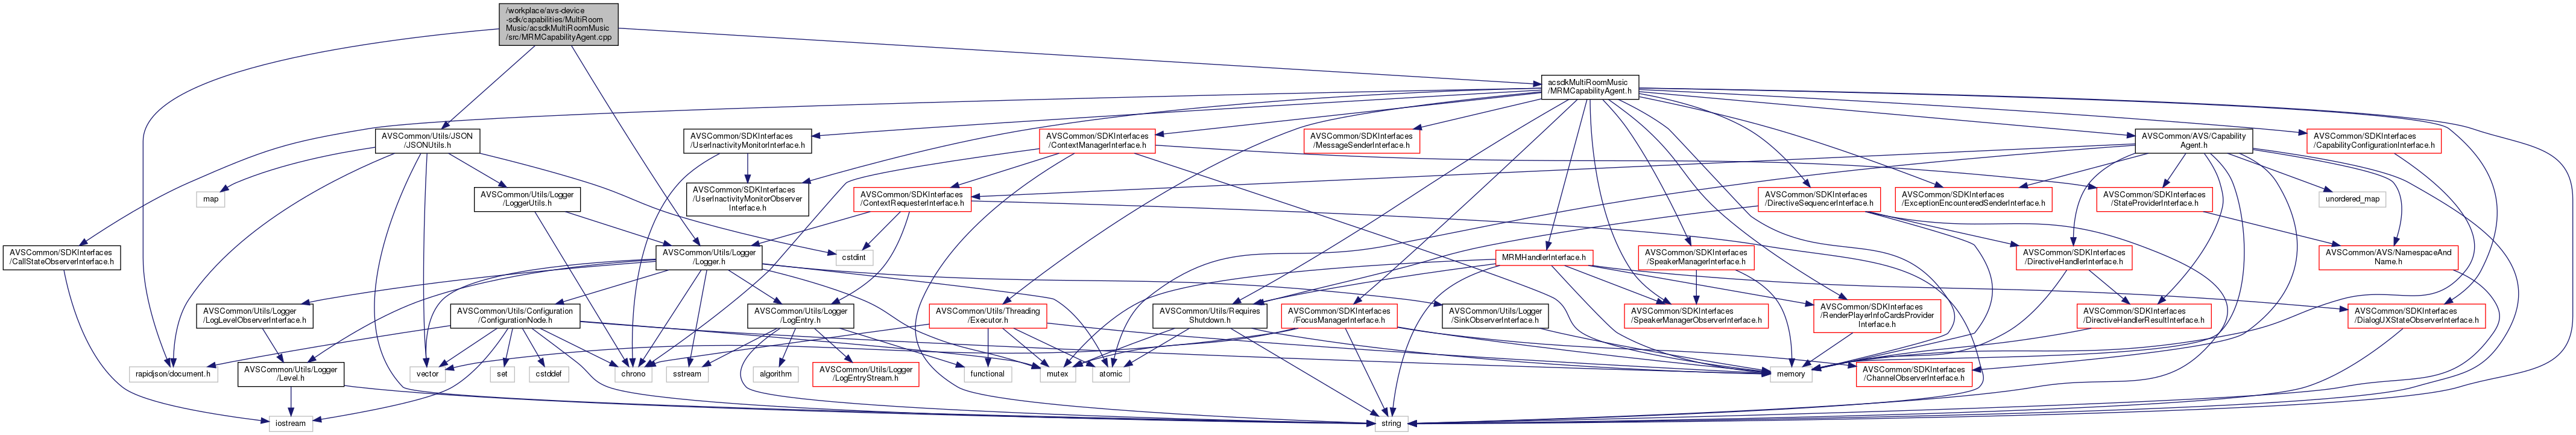 /workplace/avs-device
-sdk/capabilities/MultiRoom
Music/acsdkMultiRoomMusic
/src/MRMCapabilityAgent.cpp
acsdkMultiRoomMusic
/MRMCapabilityAgent.h
AVSCommon/Utils/JSON
/JSONUtils.h
AVSCommon/SDKInterfaces
/UserInactivityMonitorInterface.h
AVSCommon/SDKInterfaces
/ContextManagerInterface.h
AVSCommon/SDKInterfaces
/MessageSenderInterface.h
AVSCommon/AVS/Capability
Agent.h
AVSCommon/SDKInterfaces
/CapabilityConfigurationInterface.h
map
AVSCommon/Utils/Logger
/LoggerUtils.h
AVSCommon/SDKInterfaces
/UserInactivityMonitorObserver
Interface.h
AVSCommon/SDKInterfaces
/ContextRequesterInterface.h
AVSCommon/SDKInterfaces
/DirectiveSequencerInterface.h
AVSCommon/SDKInterfaces
/ExceptionEncounteredSenderInterface.h
AVSCommon/SDKInterfaces
/StateProviderInterface.h
unordered_map
AVSCommon/SDKInterfaces
/CallStateObserverInterface.h
AVSCommon/Utils/Logger
/Logger.h
cstdint
MRMHandlerInterface.h
AVSCommon/SDKInterfaces
/SpeakerManagerInterface.h
AVSCommon/SDKInterfaces
/DirectiveHandlerInterface.h
AVSCommon/AVS/NamespaceAnd
Name.h
AVSCommon/Utils/Logger
/LogLevelObserverInterface.h
AVSCommon/Utils/Configuration
/ConfigurationNode.h
AVSCommon/Utils/Logger
/LogEntry.h
AVSCommon/Utils/Threading
/Executor.h
AVSCommon/Utils/Logger
/SinkObserverInterface.h
AVSCommon/Utils/Requires
Shutdown.h
AVSCommon/SDKInterfaces
/FocusManagerInterface.h
AVSCommon/SDKInterfaces
/SpeakerManagerObserverInterface.h
AVSCommon/SDKInterfaces
/RenderPlayerInfoCardsProvider
Interface.h
AVSCommon/SDKInterfaces
/DirectiveHandlerResultInterface.h
AVSCommon/SDKInterfaces
/DialogUXStateObserverInterface.h
rapidjson/document.h
AVSCommon/Utils/Logger
/Level.h
vector
set
cstddef
chrono
sstream
algorithm
AVSCommon/Utils/Logger
/LogEntryStream.h
functional
mutex
atomic
memory
AVSCommon/SDKInterfaces
/ChannelObserverInterface.h
iostream
string